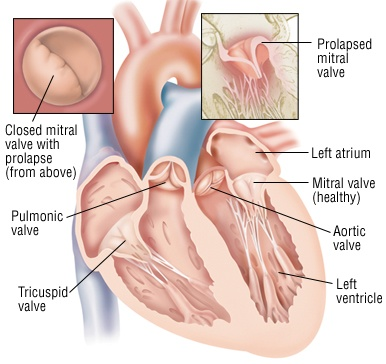 Prolapsed
mitral
valve
Closed mitral
valve with
prolapse
(from above)
Left atrium
Mitral valve
(healthy)
Pulmonic
valve
Aortic
valve
Tricuspid
valve
Left
ventricle